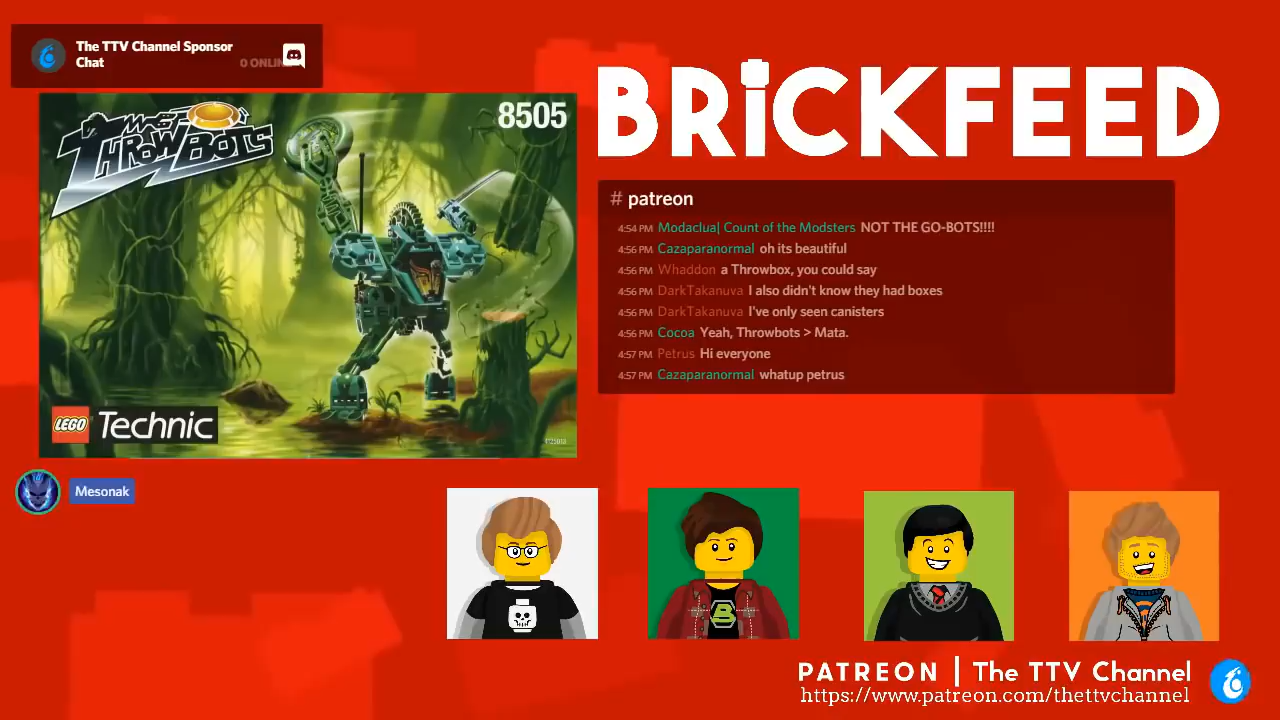 The TTV Channel Sponsor
Chat
0 ONLIN
BRiCKFEED
THROWBOTS
8505
# patreon
4:54 PM Modaclua| Count of the Modsters NOT THE GO-BOTS!!!!
4:56 PM Cazaparanormal oh its beautiful
4:56 PM Whaddon a Throwbox, you could say
4:56 PM DarkTakanuva I also didn't know they had boxes
4:56 PM DarkTakanuva I've only seen canisters
4:56 PM Cocoa Yeah, Throwbots > Mata.
4:57 PM Petrus Hi everyone
4:57 PM Cazaparanormal whatup petrus
LEGO Technic
Mesonak
PATREON | The TTV Channel
https://www.patreon.com/thettvchannel